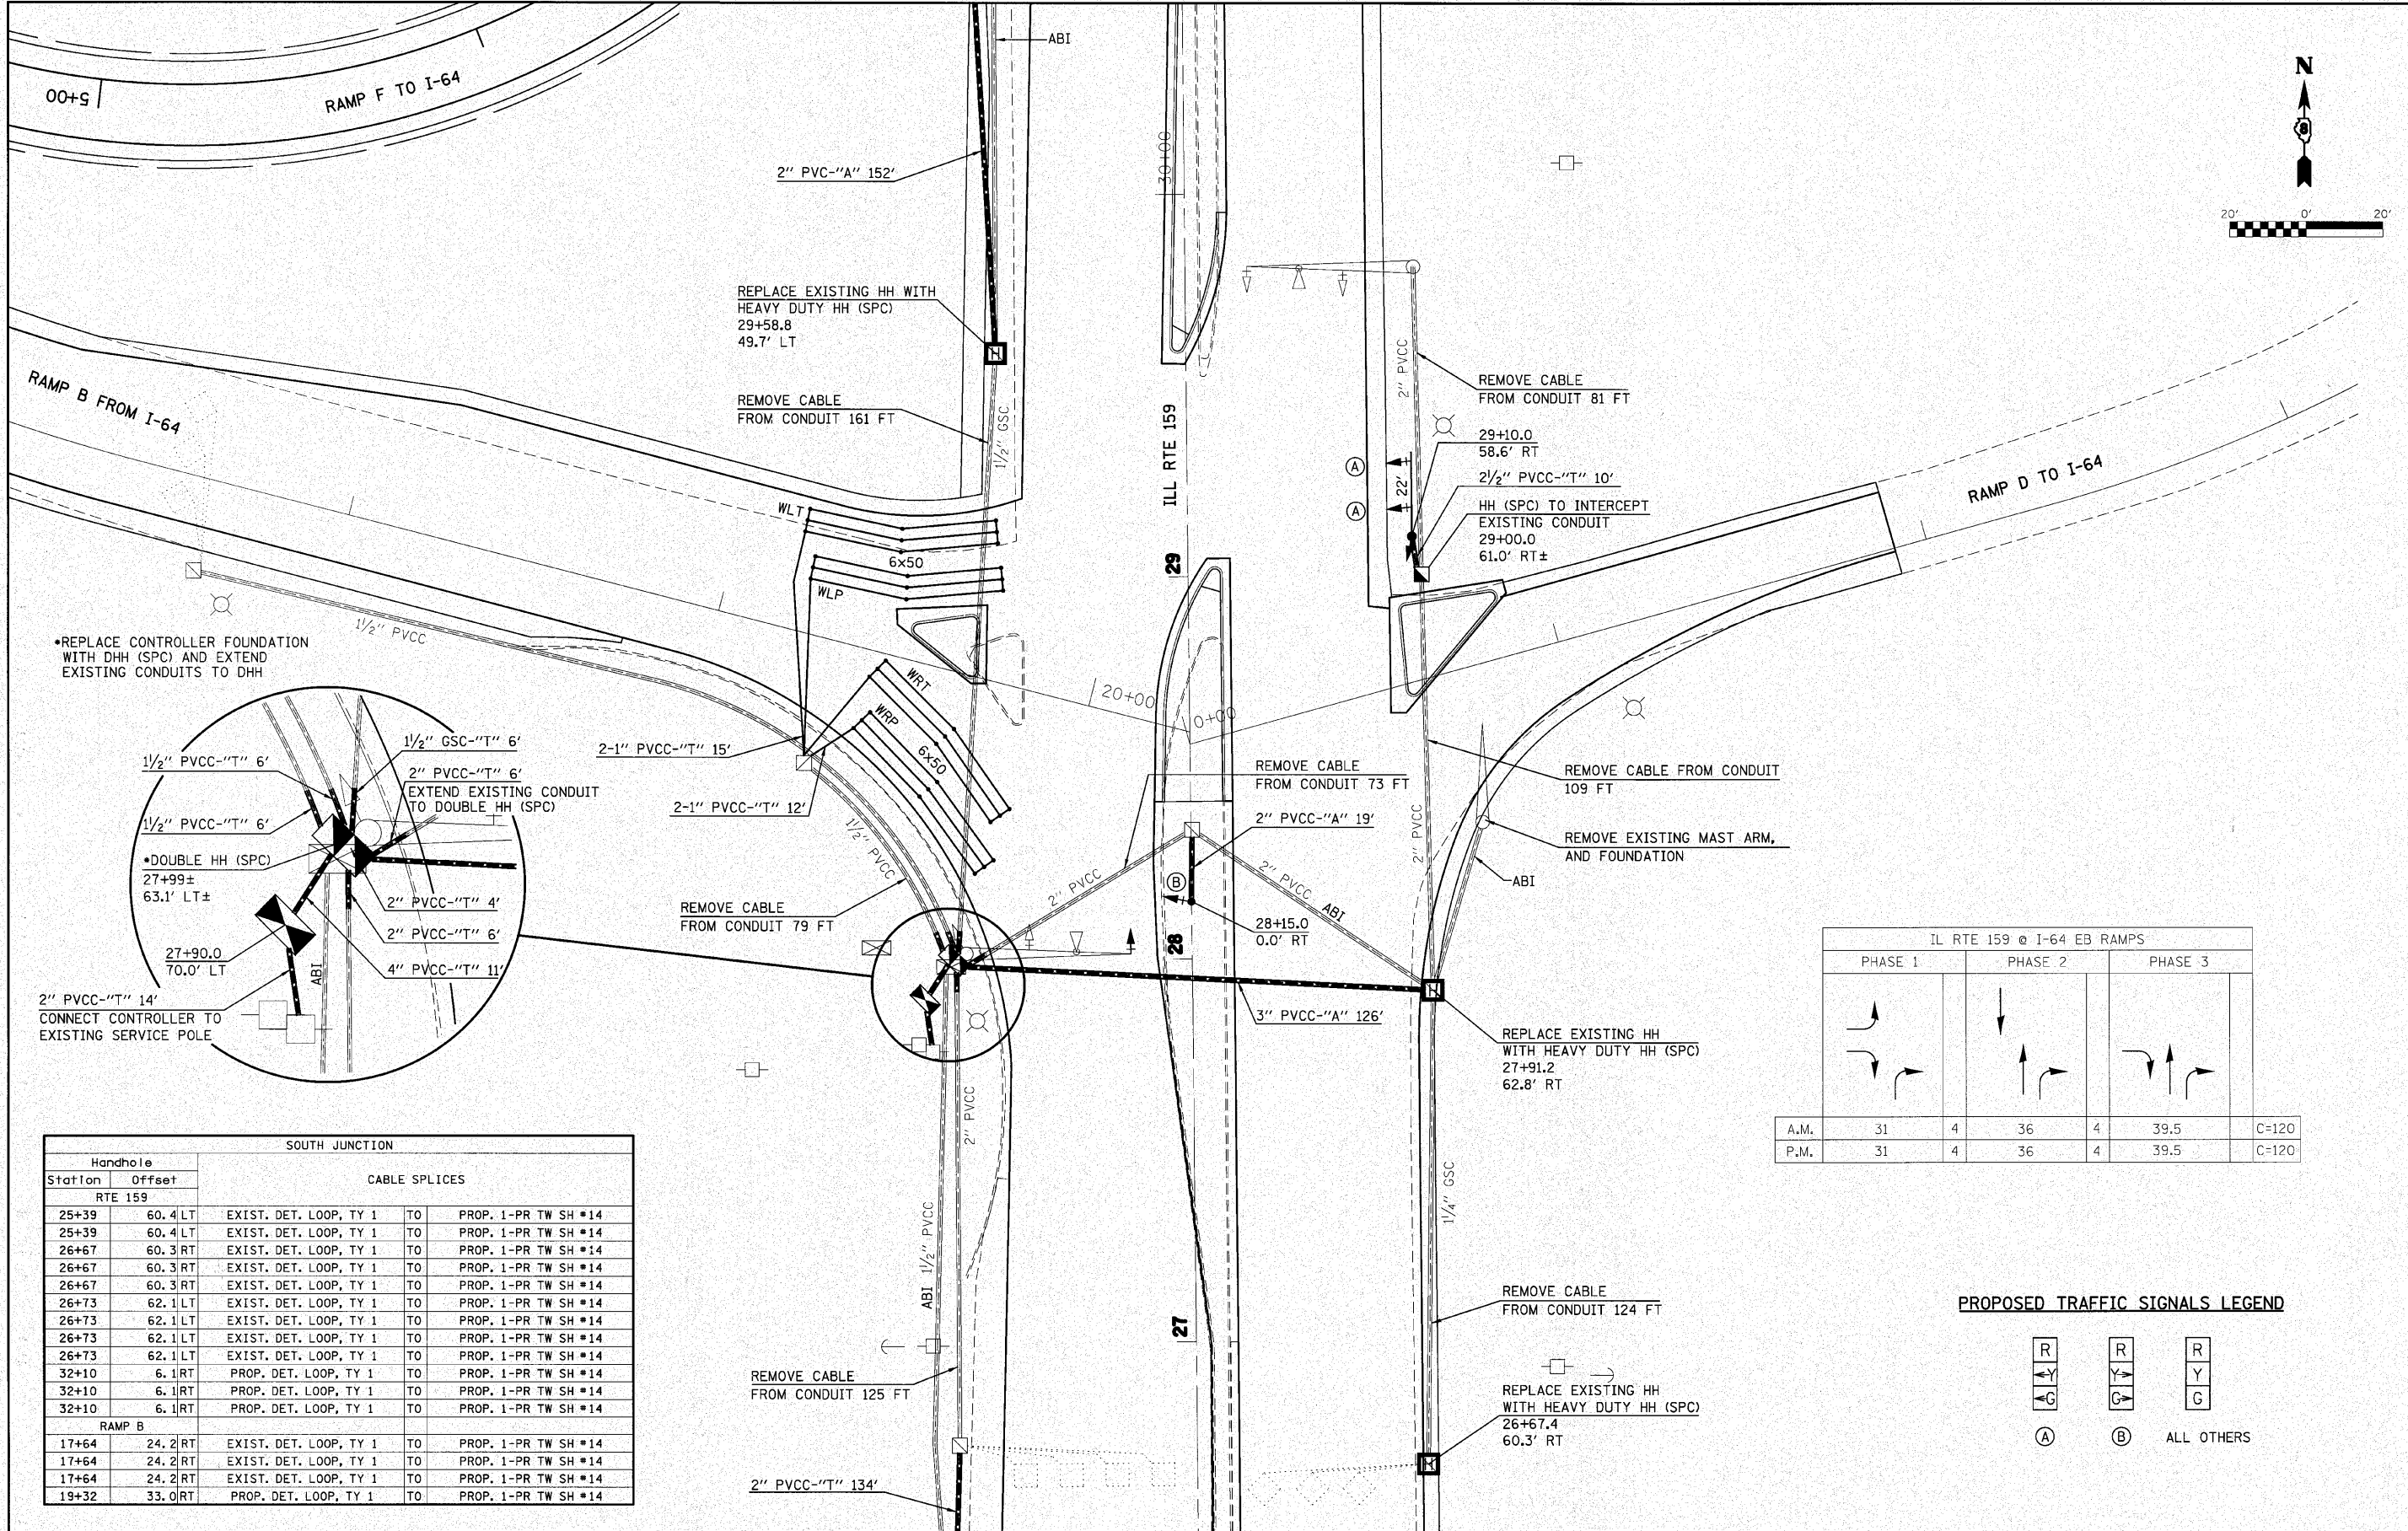 ABI
5+00
RAMP F TO I-64
N
8
20' 0' 20'
2" PVC-"A" 152'
30+00
REPLACE EXISTING HH WITH
HEAVY DUTY HH (SPC)
29+58.8
49.7' LT
RAMP B FROM I-64
REMOVE CABLE
FROM CONDUIT 161 FT
1½" GSC
ILL RTE 159
2" PVCC
REMOVE CABLE
FROM CONDUIT 81 FT
29+10.0
58.6' RT
A
A
22'
2½" PVCC-"T" 10'
HH (SPC) TO INTERCEPT
EXISTING CONDUIT
29+00.0
61.0' RT±
RAMP D TO I-64
WLT
6x50
WLP
29
1½" PVCC
*REPLACE CONTROLLER FOUNDATION
WITH DHH (SPC) AND EXTEND
EXISTING CONDUITS TO DHH
WRT
WRP
6x50
20+00
0+00
1½" GSC-"T" 6'
1½" PVCC-"T" 6'
2" PVCC-"T" 6'
EXTEND EXISTING CONDUIT
TO DOUBLE HH (SPC)
1½" PVCC-"T" 6'
*DOUBLE HH (SPC)
27+99±
63.1' LT±
2" PVCC-"T" 4'
2" PVCC-"T" 6'
27+90.0
70.0' LT
4" PVCC-"T" 11'
ABI
2" PVCC-"T" 14'
CONNECT CONTROLLER TO
EXISTING SERVICE POLE
2-1" PVCC-"T" 15'
2-1" PVCC-"T" 12'
1½" PVCC
REMOVE CABLE
FROM CONDUIT 79 FT
REMOVE CABLE
FROM CONDUIT 73 FT
2" PVCC-"A" 19'
2" PVCC
2" PVCC ABI
B
28+15.0
0.0' RT
28
2" PVCC
REMOVE CABLE FROM CONDUIT
109 FT
REMOVE EXISTING MAST ARM,
AND FOUNDATION
ABI
3" PVCC-"A" 126'
REPLACE EXISTING HH
WITH HEAVY DUTY HH (SPC)
27+91.2
62.8' RT
IL RTE 159 @ I-64 EB RAMPS
PHASE 1 PHASE 2 PHASE 3
A.M. 31 4 36 4 39.5 C=120
P.M. 31 4 36 4 39.5 C=120
2" PVCC
ABI 1½" PVCC
1¼" GSC
27
REMOVE CABLE
FROM CONDUIT 125 FT
2" PVCC-"T" 134'
REMOVE CABLE
FROM CONDUIT 124 FT
REPLACE EXISTING HH
WITH HEAVY DUTY HH (SPC)
26+67.4
60.3' RT
H
PROPOSED TRAFFIC SIGNALS LEGEND
R R R
Y Y Y
G G G
A B ALL OTHERS
SOUTH JUNCTION
Handhole
Station Offset CABLE SPLICES
RTE 159
25+39 60.4 LT EXIST. DET. LOOP, TY 1 TO PROP. 1-PR TW SH #14
25+39 60.4 LT EXIST. DET. LOOP, TY 1 TO PROP. 1-PR TW SH #14
26+67 60.3 RT EXIST. DET. LOOP, TY 1 TO PROP. 1-PR TW SH #14
26+67 60.3 RT EXIST. DET. LOOP, TY 1 TO PROP. 1-PR TW SH #14
26+67 60.3 RT EXIST. DET. LOOP, TY 1 TO PROP. 1-PR TW SH #14
26+73 62.1 LT EXIST. DET. LOOP, TY 1 TO PROP. 1-PR TW SH #14
26+73 62.1 LT EXIST. DET. LOOP, TY 1 TO PROP. 1-PR TW SH #14
26+73 62.1 LT EXIST. DET. LOOP, TY 1 TO PROP. 1-PR TW SH #14
26+73 62.1 LT EXIST. DET. LOOP, TY 1 TO PROP. 1-PR TW SH #14
32+10 6.1 RT PROP. DET. LOOP, TY 1 TO PROP. 1-PR TW SH #14
32+10 6.1 RT PROP. DET. LOOP, TY 1 TO PROP. 1-PR TW SH #14
32+10 6.1 RT PROP. DET. LOOP, TY 1 TO PROP. 1-PR TW SH #14
RAMP B
17+64 24.2 RT EXIST. DET. LOOP, TY 1 TO PROP. 1-PR TW SH #14
17+64 24.2 RT EXIST. DET. LOOP, TY 1 TO PROP. 1-PR TW SH #14
17+64 24.2 RT EXIST. DET. LOOP, TY 1 TO PROP. 1-PR TW SH #14
19+32 33.0 RT PROP. DET. LOOP, TY 1 TO PROP. 1-PR TW SH #14